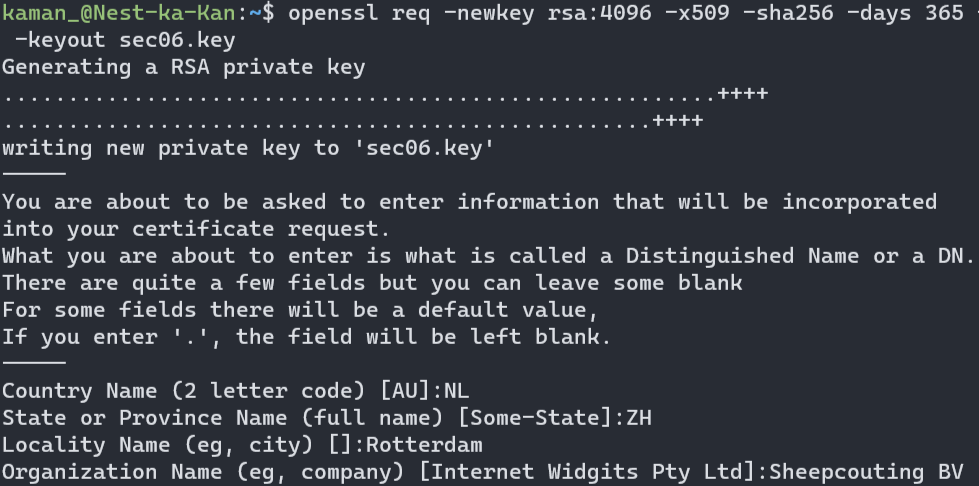 kaman_@Nest-ka-Kan:~$ openssl req -newkey rsa:4096 -x509 -sha256 -days 365
-keyout sec06.key
Generating a RSA private key
.......................................................++++
..................................................++++
writing new private key to 'sec06.key'
-----
You are about to be asked to enter information that will be incorporated
into your certificate request.
What you are about to enter is what is called a Distinguished Name or a DN.
There are quite a few fields but you can leave some blank
For some fields there will be a default value,
If you enter '.', the field will be left blank.
-----
Country Name (2 letter code) [AU]:NL
State or Province Name (full name) [Some-State]:ZH
Locality Name (eg, city) []:Rotterdam
Organization Name (eg, company) [Internet Widgits Pty Ltd]:Sheepcouting BV